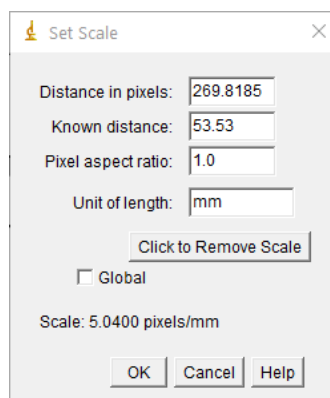 Set Scale
Distance in pixels: 269.8185
Known distance: 53.53
Pixel aspect ratio: 1.0
Unit of length: mm
Click to Remove Scale
Global
Scale: 5.0400 pixels/mm
OK Cancel Help